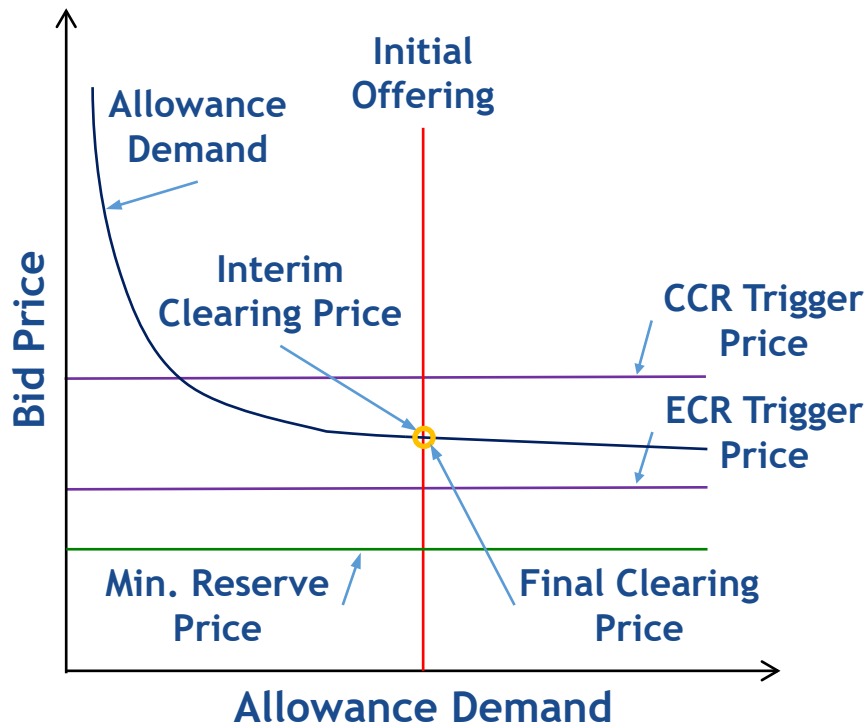 Initial
Offering
Allowance
Demand
Interim
Clearing Price
CCR Trigger
Price
ECR Trigger
Price
Min. Reserve
Price
Final Clearing
Price
Bid Price
Allowance Demand